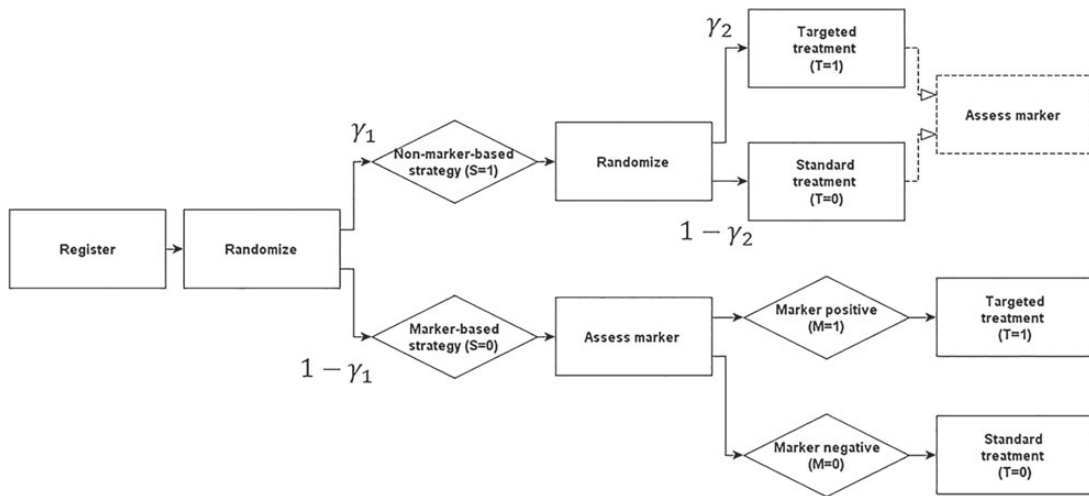 γ₂
Targeted
treatment
(T=1)
Assess marker
γ₁
Non-marker-based
strategy (S=1)
Randomize
Standard
treatment
(T=0)
1 − γ₂
Register
Randomize
Marker-based
strategy (S=0)
1 − γ₁
Assess marker
Marker positive
(M=1)
Targeted
treatment
(T=1)
Marker negative
(M=0)
Standard
treatment
(T=0)